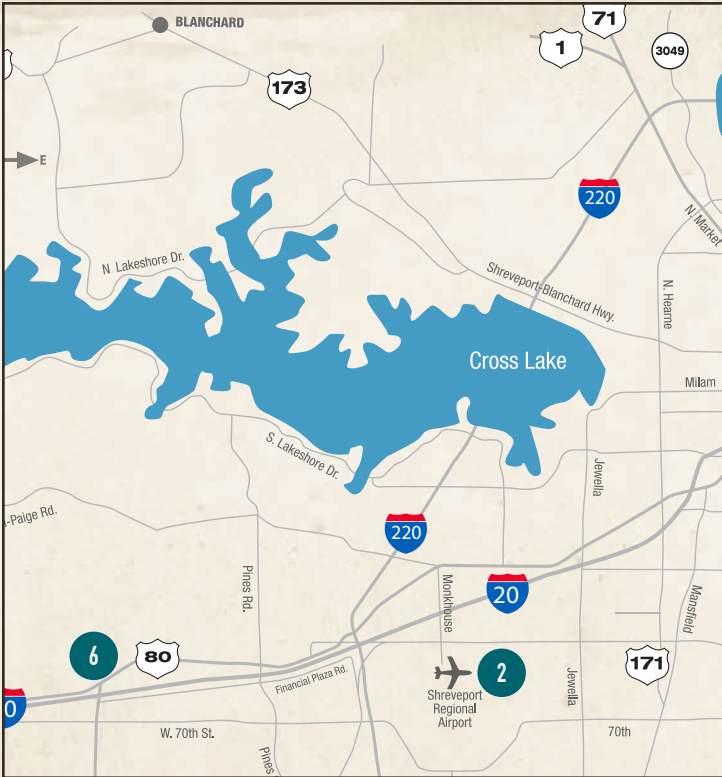 BLANCHARD
71
1
3049
173
E
220
N. Market
N. Lakeshore Dr.
Shreveport-Blanchard Hwy.
N. Hearne
Cross Lake
Milam
S. Lakeshore Dr.
Jewella
-Paige Rd.
220
Pines Rd.
Monkhouse
20
Mansfield
6
80
2
171
Financial Plaza Rd.
Jewella
Shreveport
Regional
Airport
0
W. 70th St.
70th
Pines